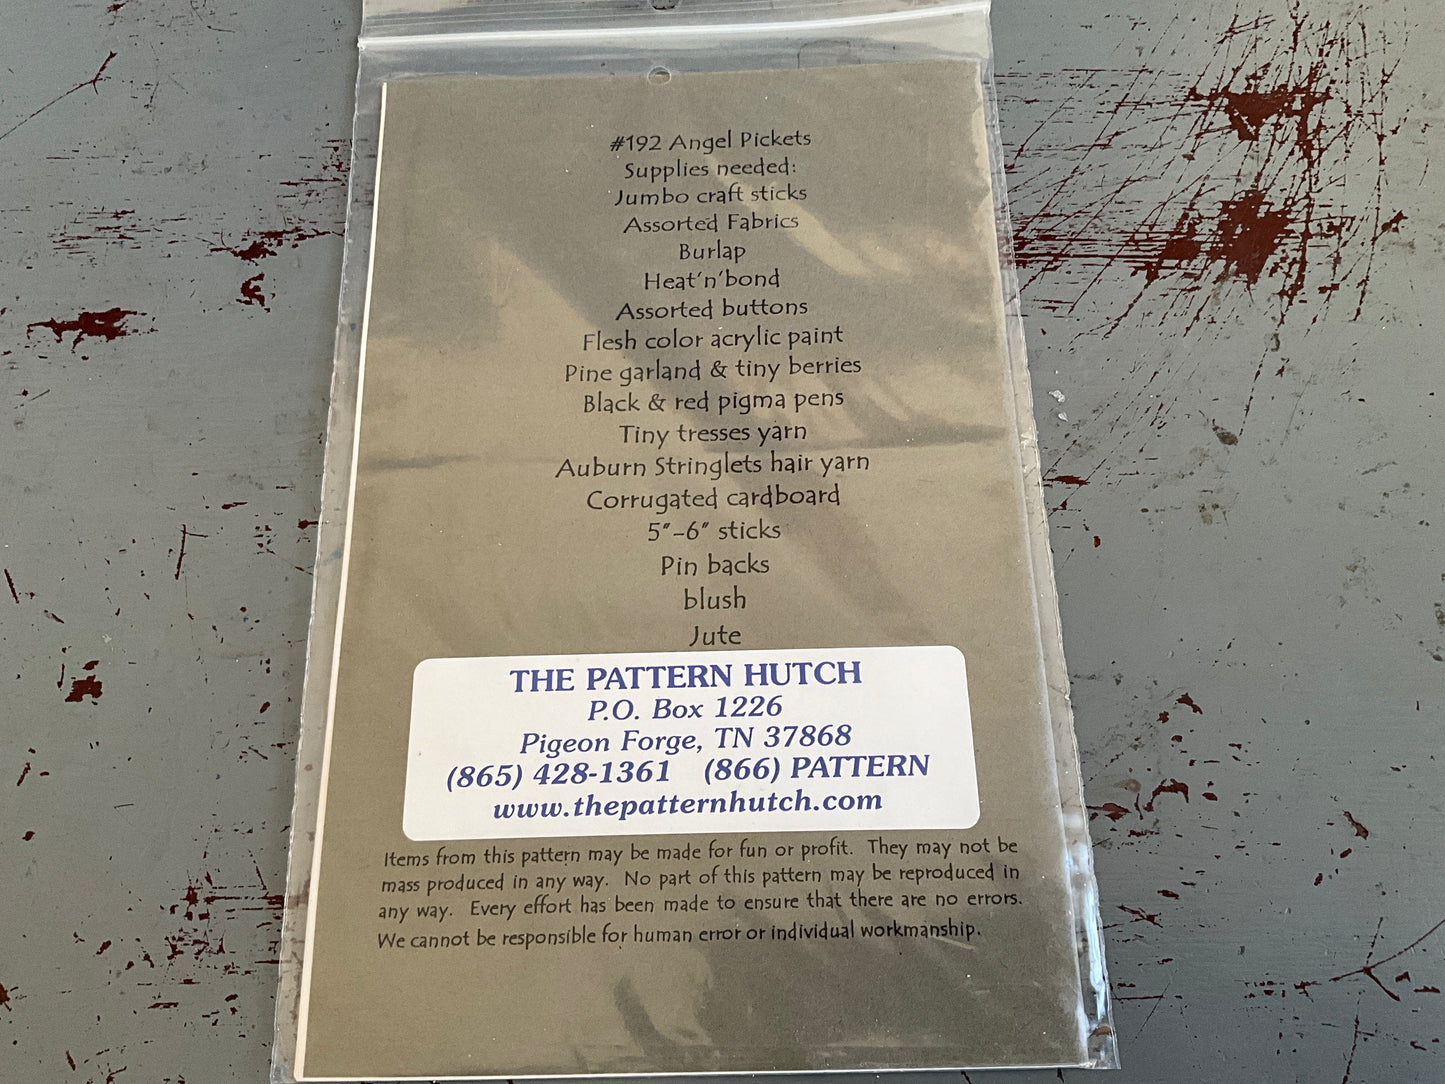 #192 Angel Pickets
Supplies needed:
Jumbo craft sticks
Assorted Fabrics
Burlap
Heat'n'bond
Assorted buttons
Flesh color acrylic paint
Pine garland & tiny berries
Black & red pigma pens
Tiny tresses yarn
Auburn Stringlets hair yarn
Corrugated cardboard
5"-6" sticks
Pin backs
blush
Jute
THE PATTERN HUTCH
P.O. Box 1226
Pigeon Forge, TN 37868
(865) 428-1361 (866) PATTERN
www.thepatternhutch.com
Items from this pattern may be made for fun or profit. They may not be
mass produced in any way. No part of this pattern may be reproduced in
any way. Every effort has been made to ensure that there are no errors.
We cannot be responsible for human error or individual workmanship.